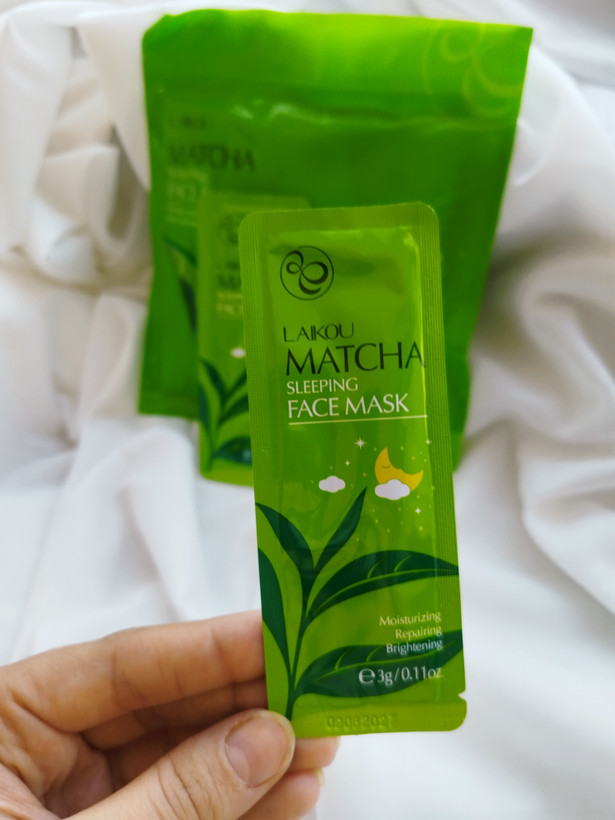 MATCHA
LAIKOU
MATCHA
SLEEPING
FACE MASK
Moisturizing
Repairing
Brightening
℮ 3g/0.11oz